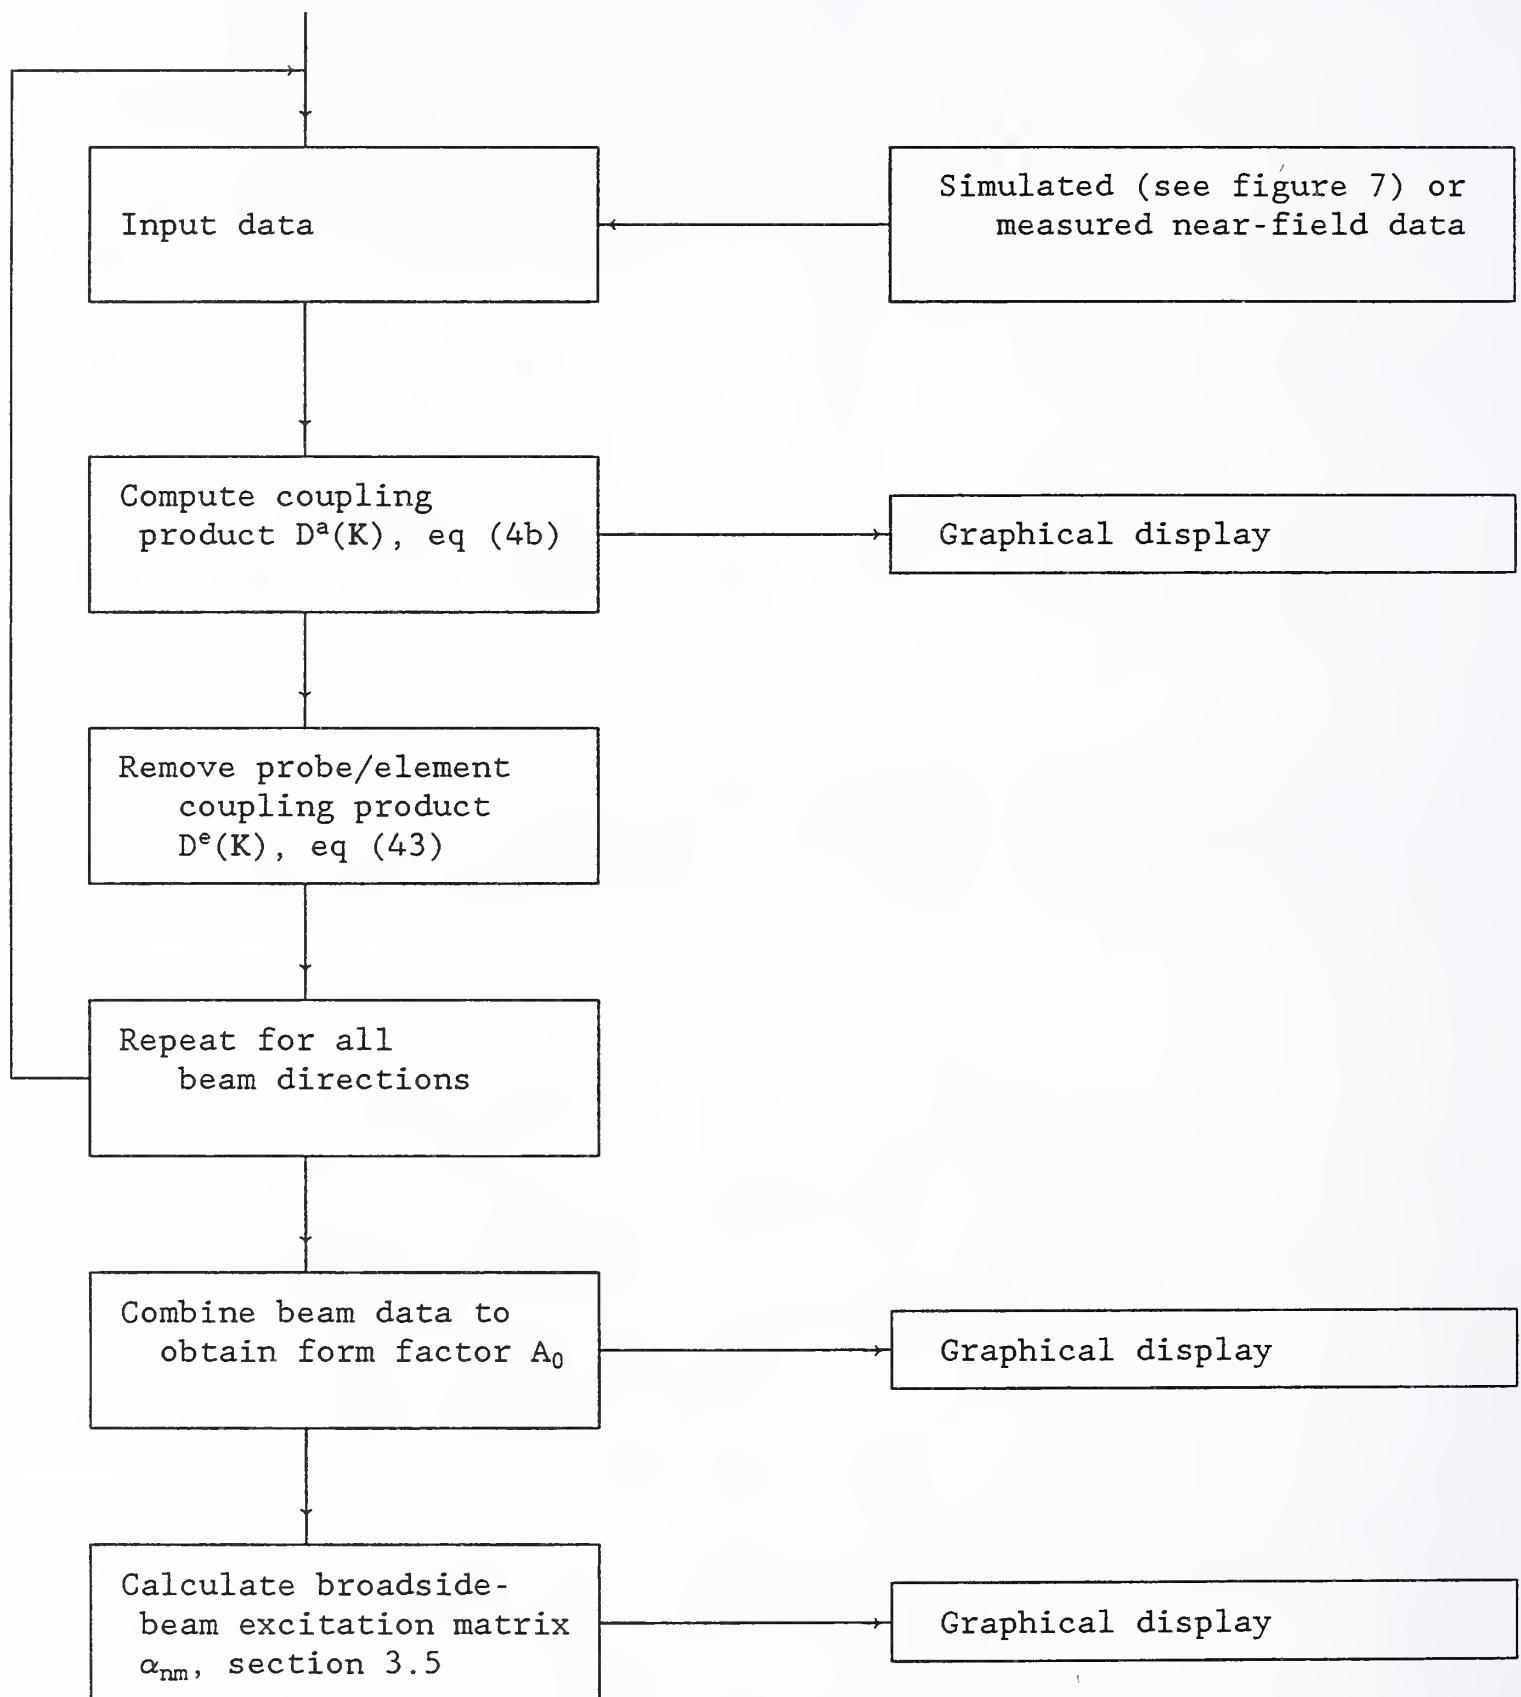 Input data
Simulated (see figure 7) or
measured near-field data
Compute coupling
product Dᵃ(K), eq (4b)
Graphical display
Remove probe/element
coupling product
Dᵉ(K), eq (43)
Repeat for all
beam directions
Combine beam data to
obtain form factor A₀
Graphical display
Calculate broadside-
beam excitation matrix
αₙₘ, section 3.5
Graphical display